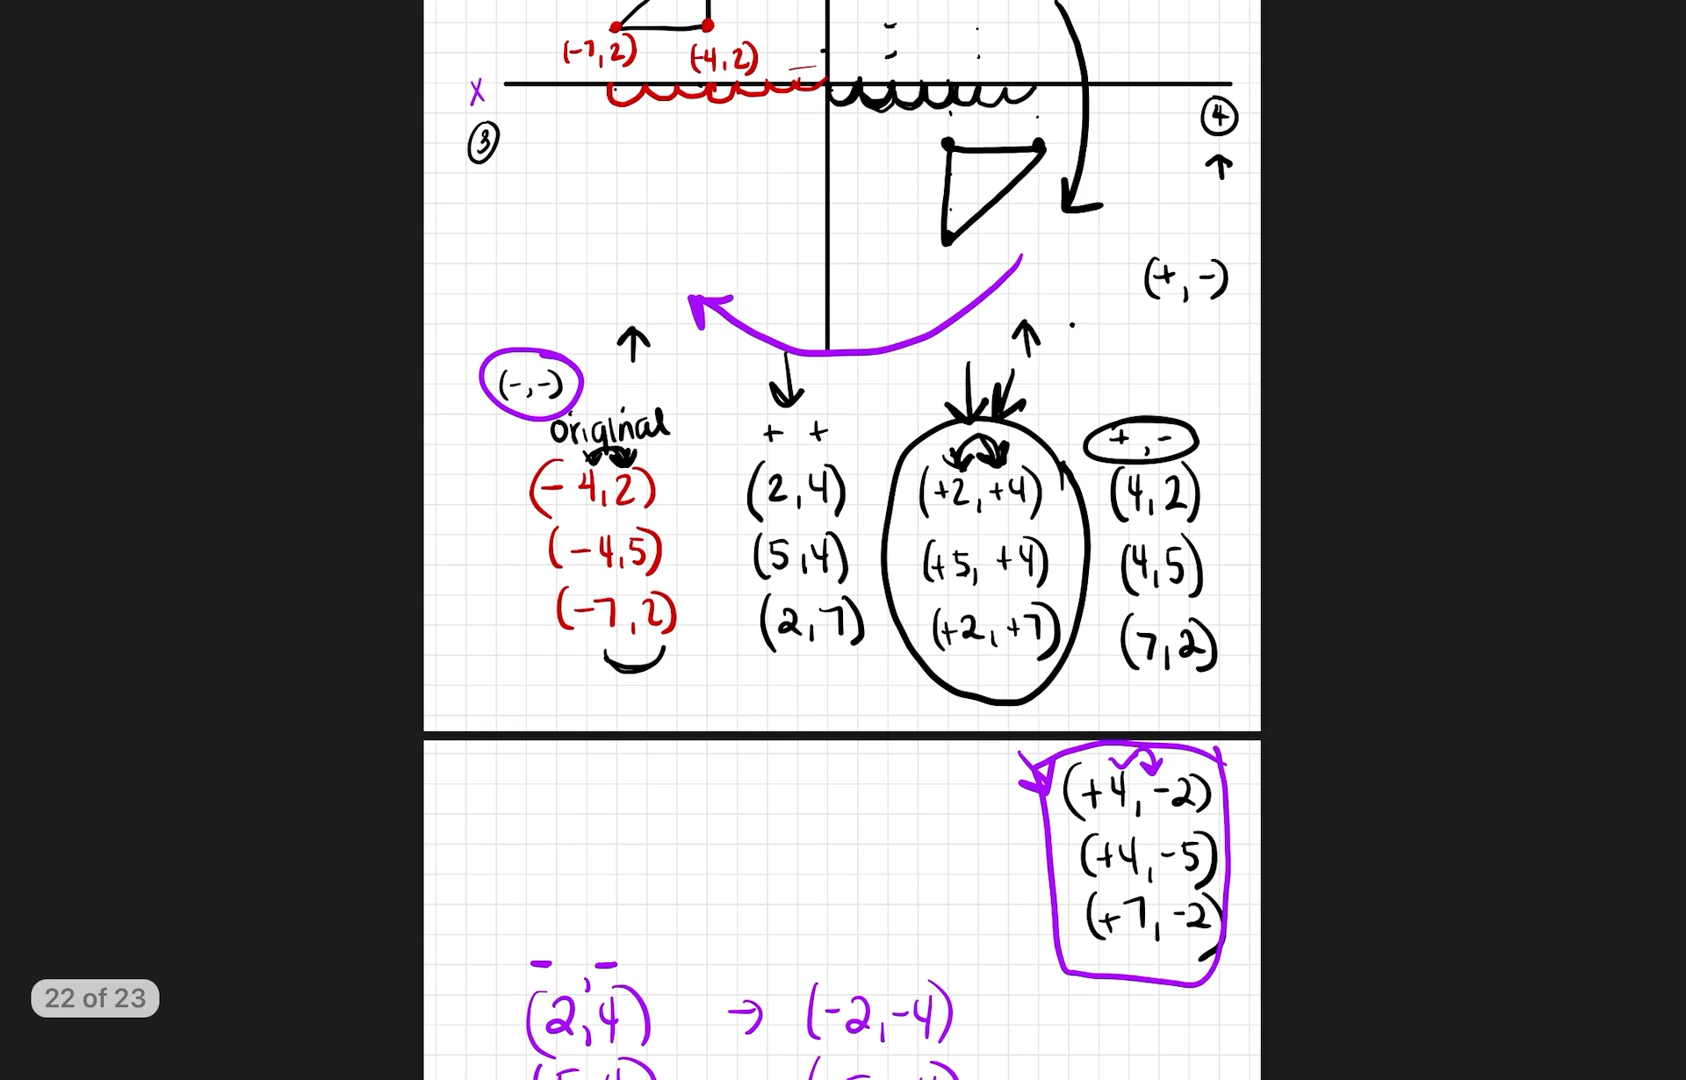 (-7,2) (-4,2)
X
③ ④
(+,-)
(-,-)
original + + +,-
(-4,2) (2,4) (+2,+4) (4,2)
(-4,5) (5,4) (+5,+4) (4,5)
(-7,2) (2,7) (+2,+7) (7,2)
(+4,-2)
(+4,-5)
(+7,-2)
- -
(2,4) → (-2,-4)
22 of 23